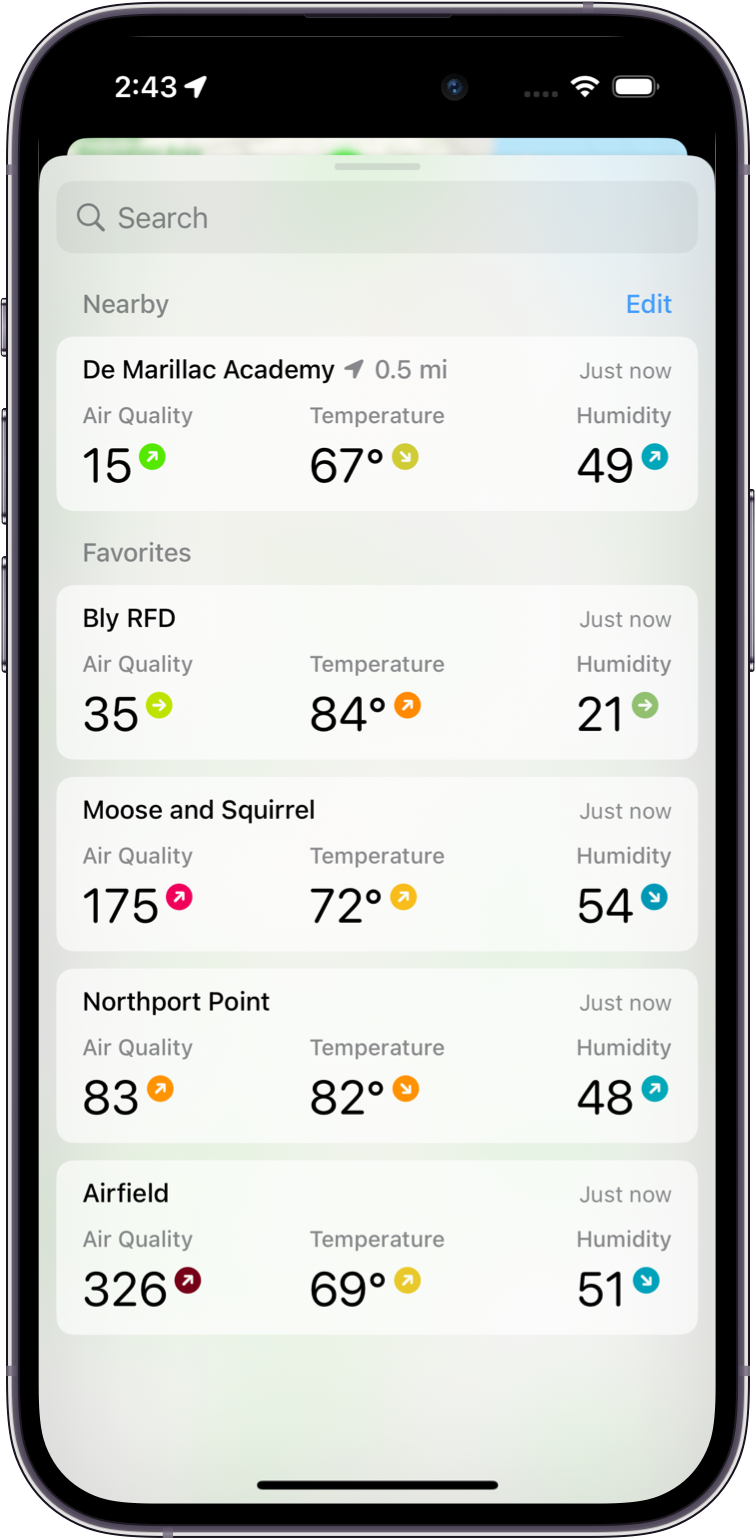 2:43
Search
Nearby Edit
De Marillac Academy 0.5 mi Just now
Air Quality Temperature Humidity
15 67° 49
Favorites
Bly RFD Just now
Air Quality Temperature Humidity
35 84° 21
Moose and Squirrel Just now
Air Quality Temperature Humidity
175 72° 54
Northport Point Just now
Air Quality Temperature Humidity
83 82° 48
Airfield Just now
Air Quality Temperature Humidity
326 69° 51